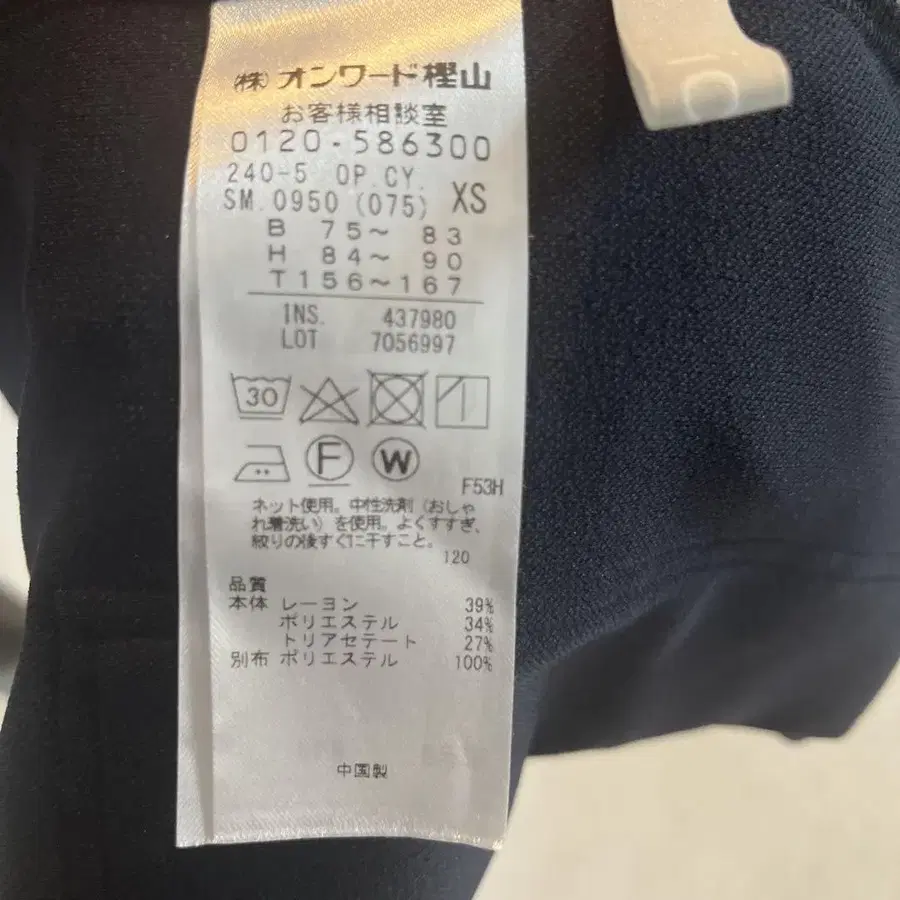 (株) オンワード樫山
お客様相談室
0120-586300
240-5 OP.CY.
SM.0950 (075) XS
B 75~ 83
H 84~ 90
T 156~167
INS. 437980
LOT 7056997
30
F W
F53H
ネット使用。中性洗剤(おしゃ
れ着洗い)を使用。よくすすぎ、
絞りの後すぐに干すこと。
120
品質
本体 レーヨン 39%
ポリエステル 34%
トリアセテート 27%
別布 ポリエステル 100%
中国製